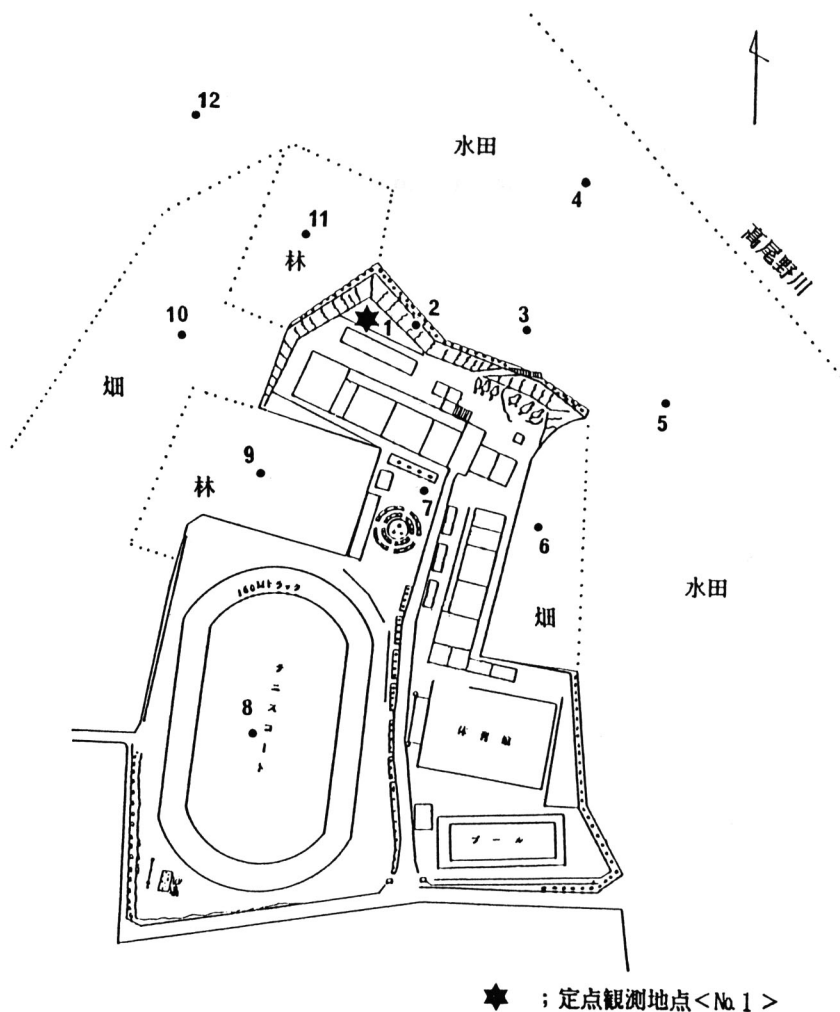 12
水田
4
11
林
髙尾野川
10
1
2
3
畑
5
9
林
7
6
水田
畑
160Mトラック
8
テニスコート
体育館
プール
★ ; 定点観測地点<No.1>